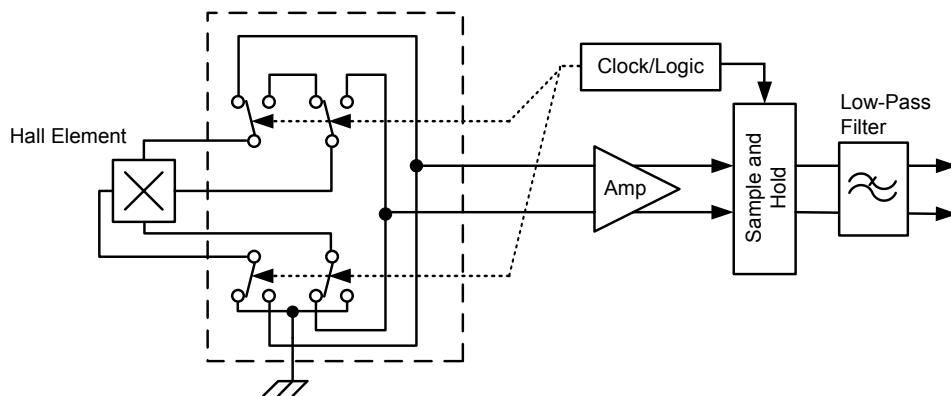 Clock/Logic
Hall Element
Amp
Sample and
Hold
Low-Pass
Filter